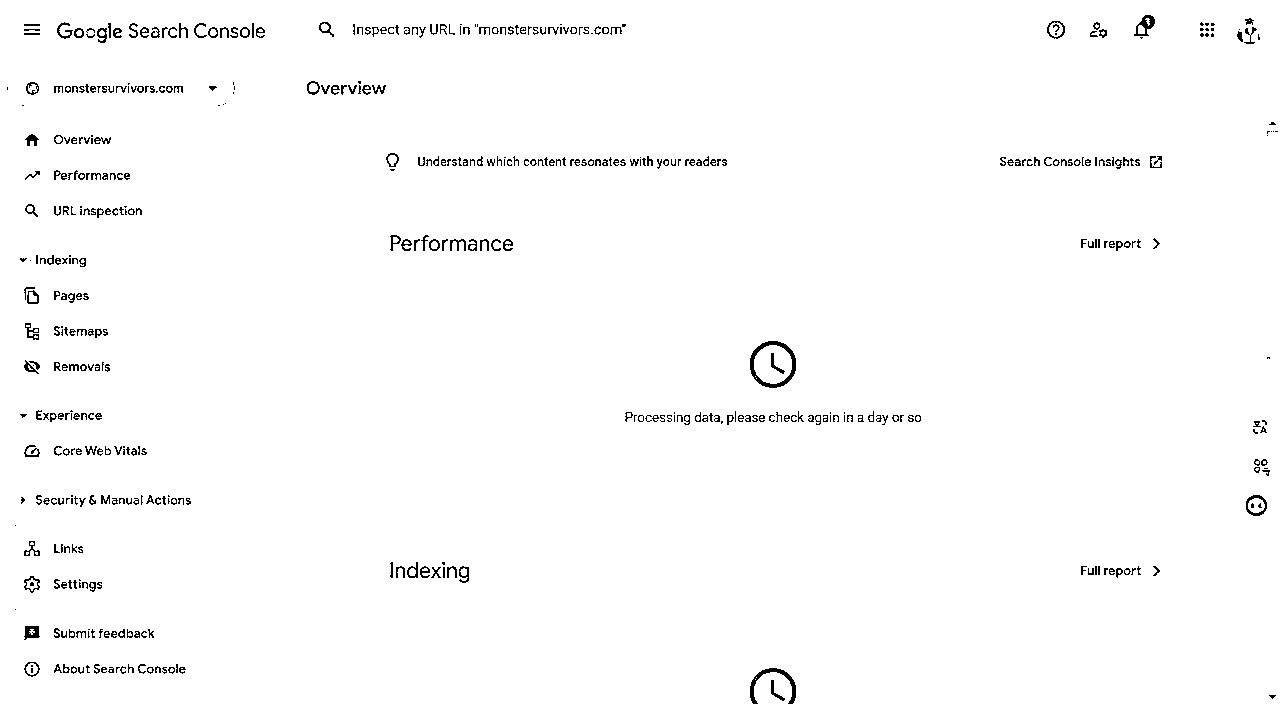 Google Search Console
Inspect any URL in "monstersurvivors.com"
monstersurvivors.com
Overview
Overview
Performance
URL inspection
Indexing
Pages
Sitemaps
Removals
Experience
Core Web Vitals
Security & Manual Actions
Links
Settings
Submit feedback
About Search Console
Understand which content resonates with your readers
Search Console Insights
Performance
Full report
Processing data, please check again in a day or so
Indexing
Full report